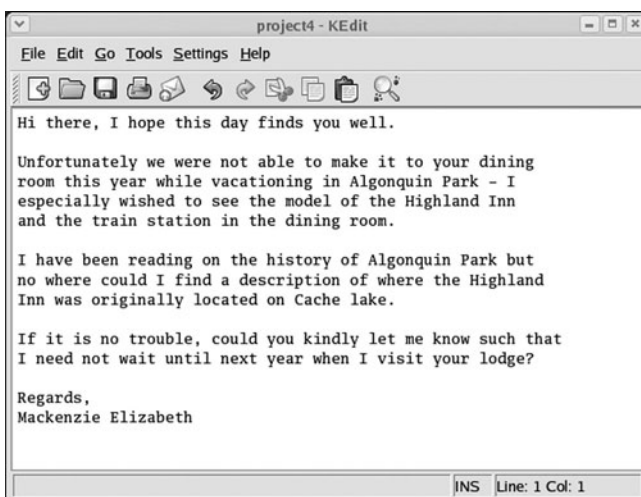 project4 - KEdit
File Edit Go Tools Settings Help
Hi there, I hope this day finds you well.
Unfortunately we were not able to make it to your dining
room this year while vacationing in Algonquin Park - I
especially wished to see the model of the Highland Inn
and the train station in the dining room.
I have been reading on the history of Algonquin Park but
no where could I find a description of where the Highland
Inn was originally located on Cache lake.
If it is no trouble, could you kindly let me know such that
I need not wait until next year when I visit your lodge?
Regards,
Mackenzie Elizabeth
INS Line: 1 Col: 1